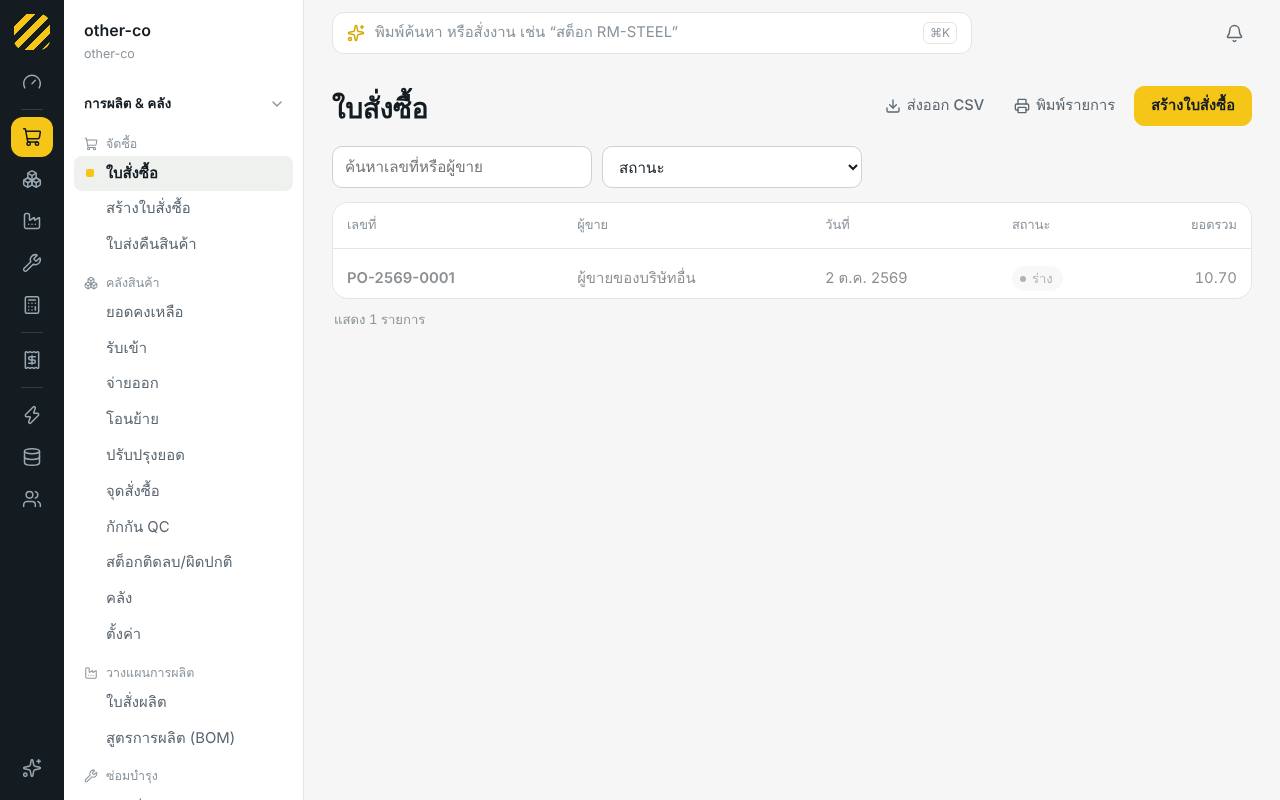 other-co
other-co
การผลิต & คลัง
จัดซื้อ
ใบสั่งซื้อ
สร้างใบสั่งซื้อ
ใบส่งคืนสินค้า
คลังสินค้า
ยอดคงเหลือ
รับเข้า
จ่ายออก
โอนย้าย
ปรับปรุงยอด
จุดสั่งซื้อ
กักกัน QC
สต็อกติดลบ/ผิดปกติ
คลัง
ตั้งค่า
วางแผนการผลิต
ใบสั่งผลิต
สูตรการผลิต (BOM)
ซ่อมบำรุง
พิมพ์ค้นหา หรือสั่งงาน เช่น “สต็อก RM-STEEL” ⌘K
ใบสั่งซื้อ
ส่งออก CSV พิมพ์รายการ สร้างใบสั่งซื้อ
ค้นหาเลขที่หรือผู้ขาย สถานะ
เลขที่ ผู้ขาย วันที่ สถานะ ยอดรวม
PO-2569-0001 ผู้ขายของบริษัทอื่น 2 ต.ค. 2569 ร่าง 10.70
แสดง 1 รายการ